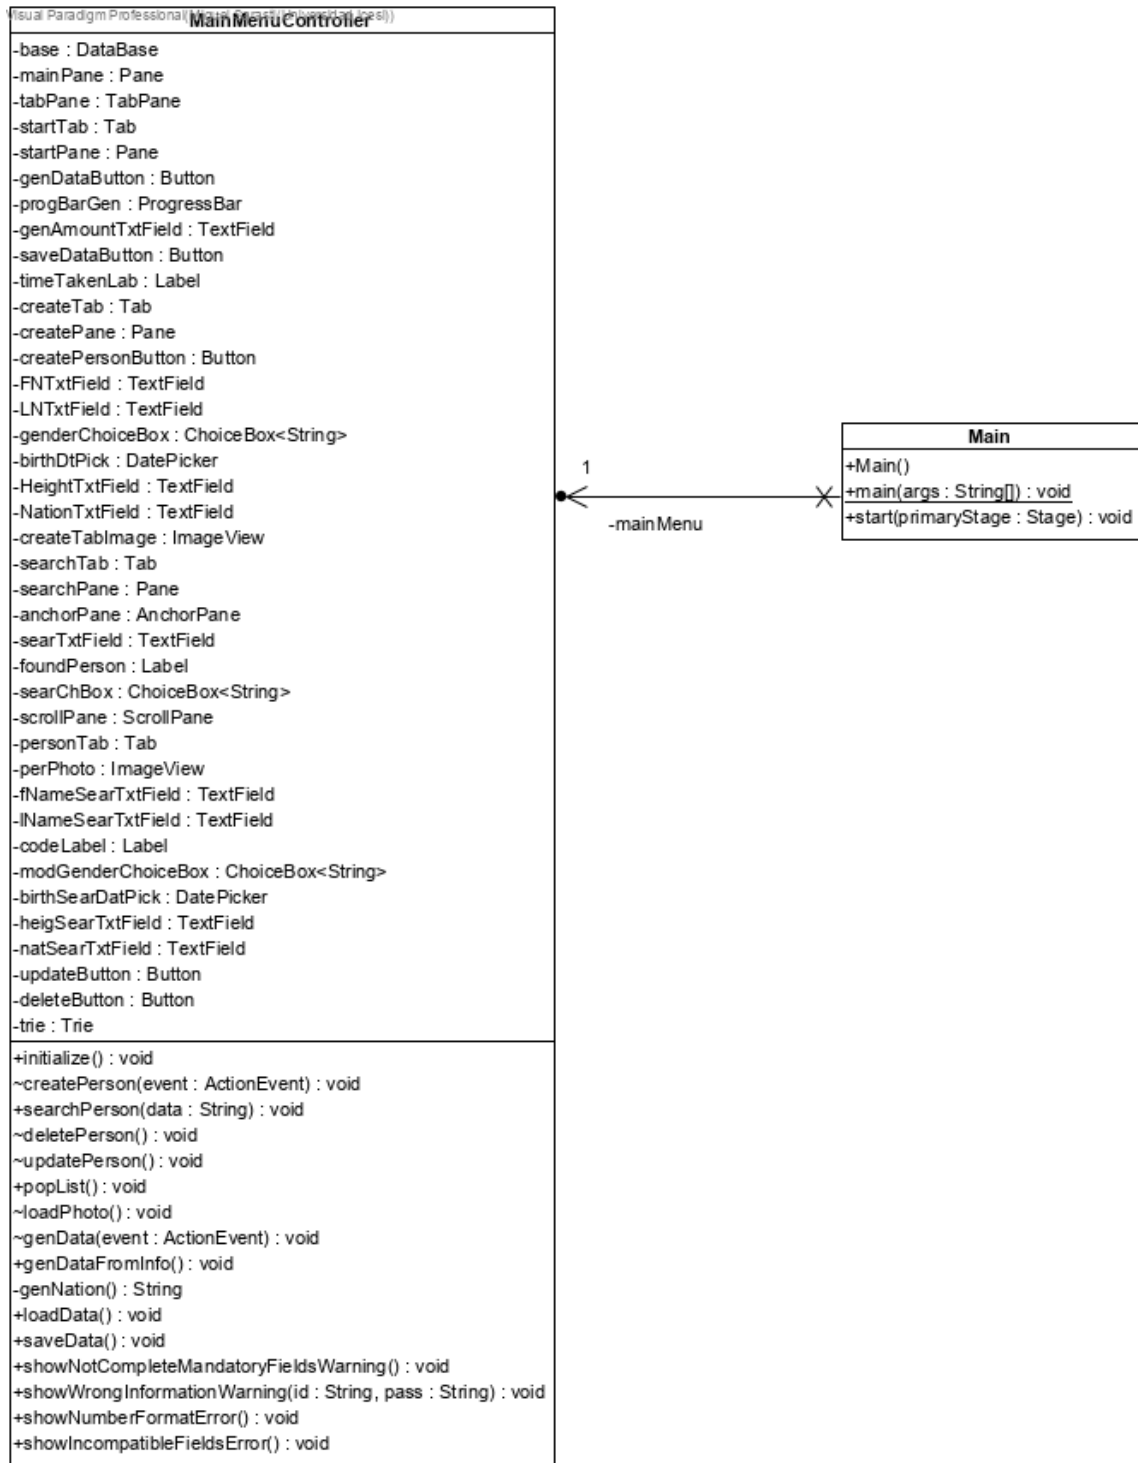 Visual Paradigm Professional
MainMenuController
-base : DataBase
-mainPane : Pane
-tabPane : TabPane
-startTab : Tab
-startPane : Pane
-genDataButton : Button
-progBarGen : ProgressBar
-genAmountTxtField : TextField
-saveDataButton : Button
-timeTakenLab : Label
-createTab : Tab
-createPane : Pane
-createPersonButton : Button
-FNTxtField : TextField
-LNTxtField : TextField
-genderChoiceBox : ChoiceBox<String>
-birthDtPick : DatePicker
-HeightTxtField : TextField
-NationTxtField : TextField
-createTabImage : ImageView
-searchTab : Tab
-searchPane : Pane
-anchorPane : AnchorPane
-searTxtField : TextField
-foundPerson : Label
-searChBox : ChoiceBox<String>
-scrollPane : ScrollPane
-personTab : Tab
-perPhoto : ImageView
-fNameSearTxtField : TextField
-lNameSearTxtField : TextField
-codeLabel : Label
-modGenderChoiceBox : ChoiceBox<String>
-birthSearDatPick : DatePicker
-heigSearTxtField : TextField
-natSearTxtField : TextField
-updateButton : Button
-deleteButton : Button
-trie : Trie
+initialize() : void
~createPerson(event : ActionEvent) : void
+searchPerson(data : String) : void
~deletePerson() : void
~updatePerson() : void
+popList() : void
~loadPhoto() : void
~genData(event : ActionEvent) : void
+genDataFromInfo() : void
-genNation() : String
+loadData() : void
+saveData() : void
+showNotCompleteMandatoryFieldsWarning() : void
+showWrongInformationWarning(id : String, pass : String) : void
+showNumberFormatError() : void
+showIncompatibleFieldsError() : void
1
-mainMenu
Main
+Main()
+main(args : String[]) : void
+start(primaryStage : Stage) : void